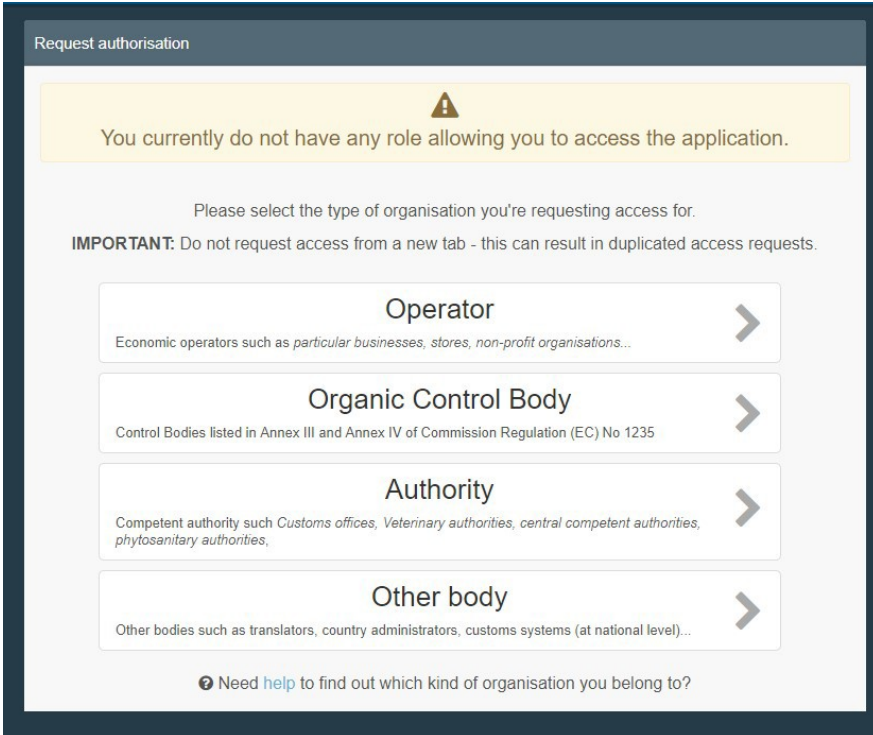 Request authorisation
You currently do not have any role allowing you to access the application.
Please select the type of organisation you're requesting access for.
IMPORTANT: Do not request access from a new tab - this can result in duplicated access requests.
Operator
Economic operators such as particular businesses, stores, non-profit organisations...
Organic Control Body
Control Bodies listed in Annex III and Annex IV of Commission Regulation (EC) No 1235
Authority
Competent authority such Customs offices, Veterinary authorities, central competent authorities,
phytosanitary authorities,
Other body
Other bodies such as translators, country administrators, customs systems (at national level)...
Need help to find out which kind of organisation you belong to?